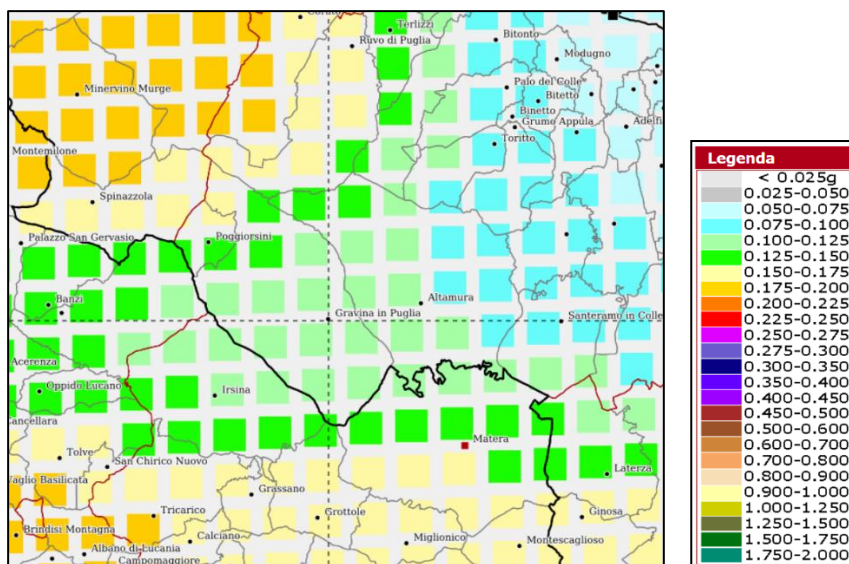 Corato
Terlizzi
Ruvo di Puglia
Bitonto
Modugno
Minervino Murge
Palo del Colle
Bitetto
Binetto
Grumo Appula
Adelfi
Toritto
Montemilone
Spinazzola
Palazzo San Gervasio
Poggiorsini
Banzi
Altamura
Gravina in Puglia
Santeramo in Colle
Acerenza
Oppido Lucano
Irsina
Cancellara
Matera
Tolve
San Chirico Nuovo
Laterza
Vaglio Basilicata
Grassano
Tricarico
Grottole
Ginosa
Brindisi Montagna
Calciano
Miglionico
Montescaglioso
Albano di Lucania
Campomaggiore
Legenda
< 0.025g
0.025-0.050
0.050-0.075
0.075-0.100
0.100-0.125
0.125-0.150
0.150-0.175
0.175-0.200
0.200-0.225
0.225-0.250
0.250-0.275
0.275-0.300
0.300-0.350
0.350-0.400
0.400-0.450
0.450-0.500
0.500-0.600
0.600-0.700
0.700-0.800
0.800-0.900
0.900-1.000
1.000-1.250
1.250-1.500
1.500-1.750
1.750-2.000